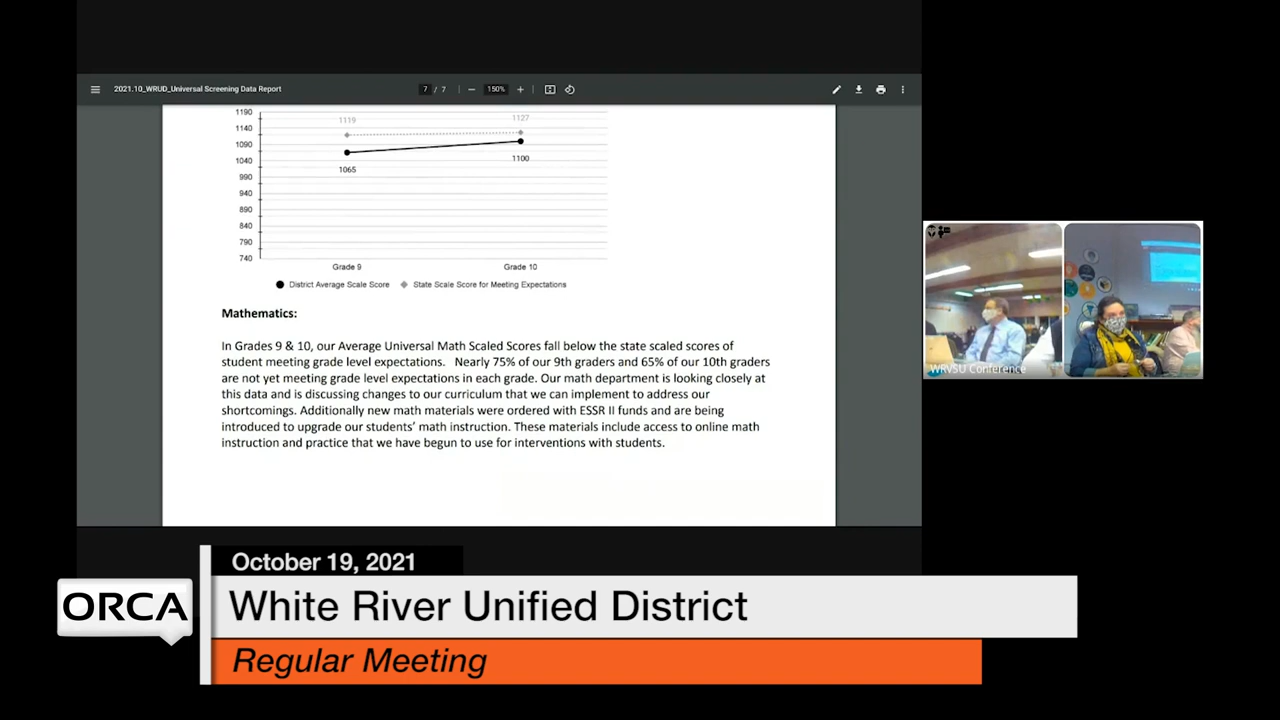 2021.10_WRUD_Universal Screening Data Report
7 / 7
150%
1190
1140
1090
1040
990
940
890
840
790
740
1119
1127
1065
1100
Grade 9
Grade 10
District Average Scale Score
State Scale Score for Meeting Expectations
Mathematics:
In Grades 9 & 10, our Average Universal Math Scaled Scores fall below the state scaled scores of
student meeting grade level expectations. Nearly 75% of our 9th graders and 65% of our 10th graders
are not yet meeting grade level expectations in each grade. Our math department is looking closely at
this data and is discussing changes to our curriculum that we can implement to address our
shortcomings. Additionally new math materials were ordered with ESSR II funds and are being
introduced to upgrade our students' math instruction. These materials include access to online math
instruction and practice that we have begun to use for interventions with students.
WRVSU Conference
October 19, 2021
ORCA
White River Unified District
Regular Meeting